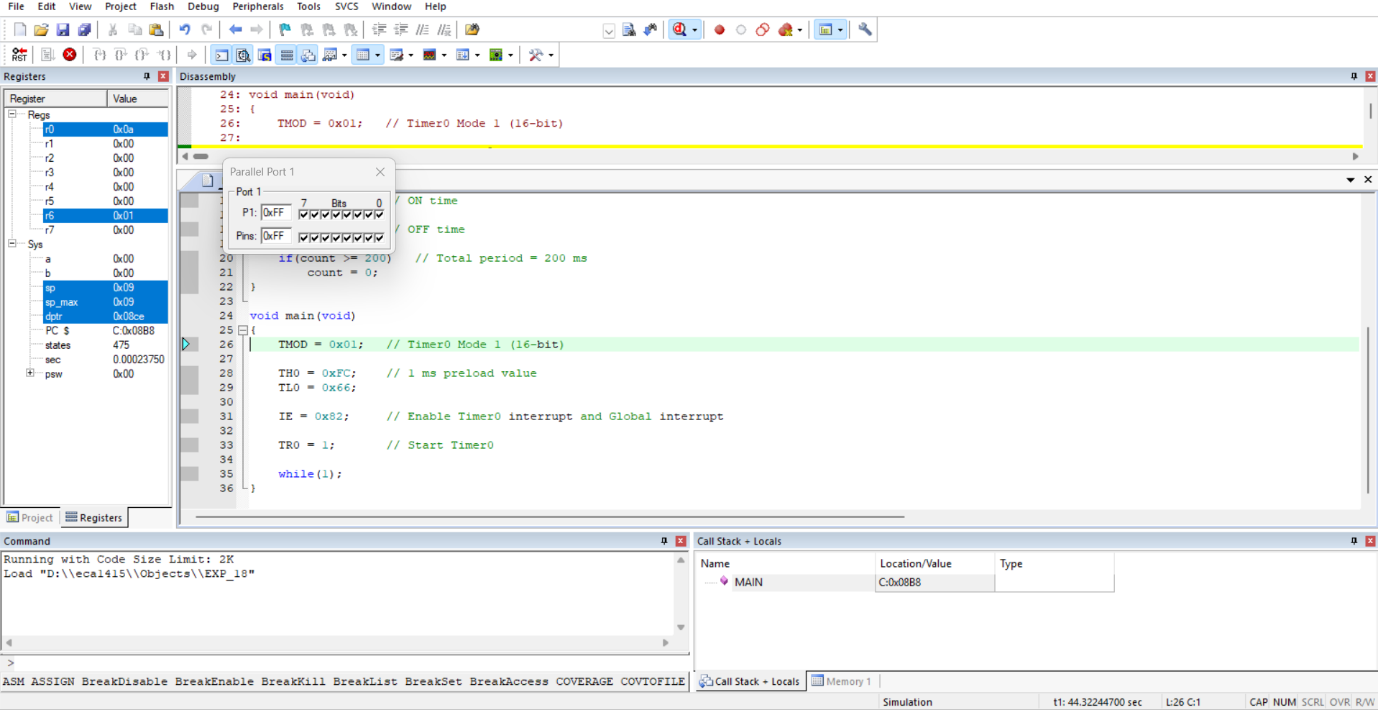 File Edit View Project Flash Debug Peripherals Tools SVCS Window Help
RST
Registers
Register Value
Regs
r0 0x0a
r1 0x00
r2 0x00
r3 0x00
r4 0x00
r5 0x00
r6 0x01
r7 0x00
Sys
a 0x00
b 0x00
sp 0x09
sp_max 0x09
dptr 0x08ce
PC $ C:0x08B8
states 475
sec 0.00023750
psw 0x00
Project Registers
Disassembly
24: void main(void)
25: {
26: TMOD = 0x01; // Timer0 Mode 1 (16-bit)
27:
Parallel Port 1
Port 1
7 Bits 0
P1: 0xFF
Pins: 0xFF
/ ON time
/ OFF time
20 if(count >= 200) // Total period = 200 ms
21 count = 0;
22 }
23
24 void main(void)
25 {
26 TMOD = 0x01; // Timer0 Mode 1 (16-bit)
27
28 TH0 = 0xFC; // 1 ms preload value
29 TL0 = 0x66;
30
31 IE = 0x82; // Enable Timer0 interrupt and Global interrupt
32
33 TR0 = 1; // Start Timer0
34
35 while(1);
36 }
Command
Running with Code Size Limit: 2K
Load "D:\\eca1415\\Objects\\EXP_18"
>
ASM ASSIGN BreakDisable BreakEnable BreakKill BreakList BreakSet BreakAccess COVERAGE COVTOFILE
Call Stack + Locals
Name Location/Value Type
MAIN C:0x08B8
Call Stack + Locals Memory 1
Simulation t1: 44.32244700 sec L:26 C:1 CAP NUM SCRL OVR R/W